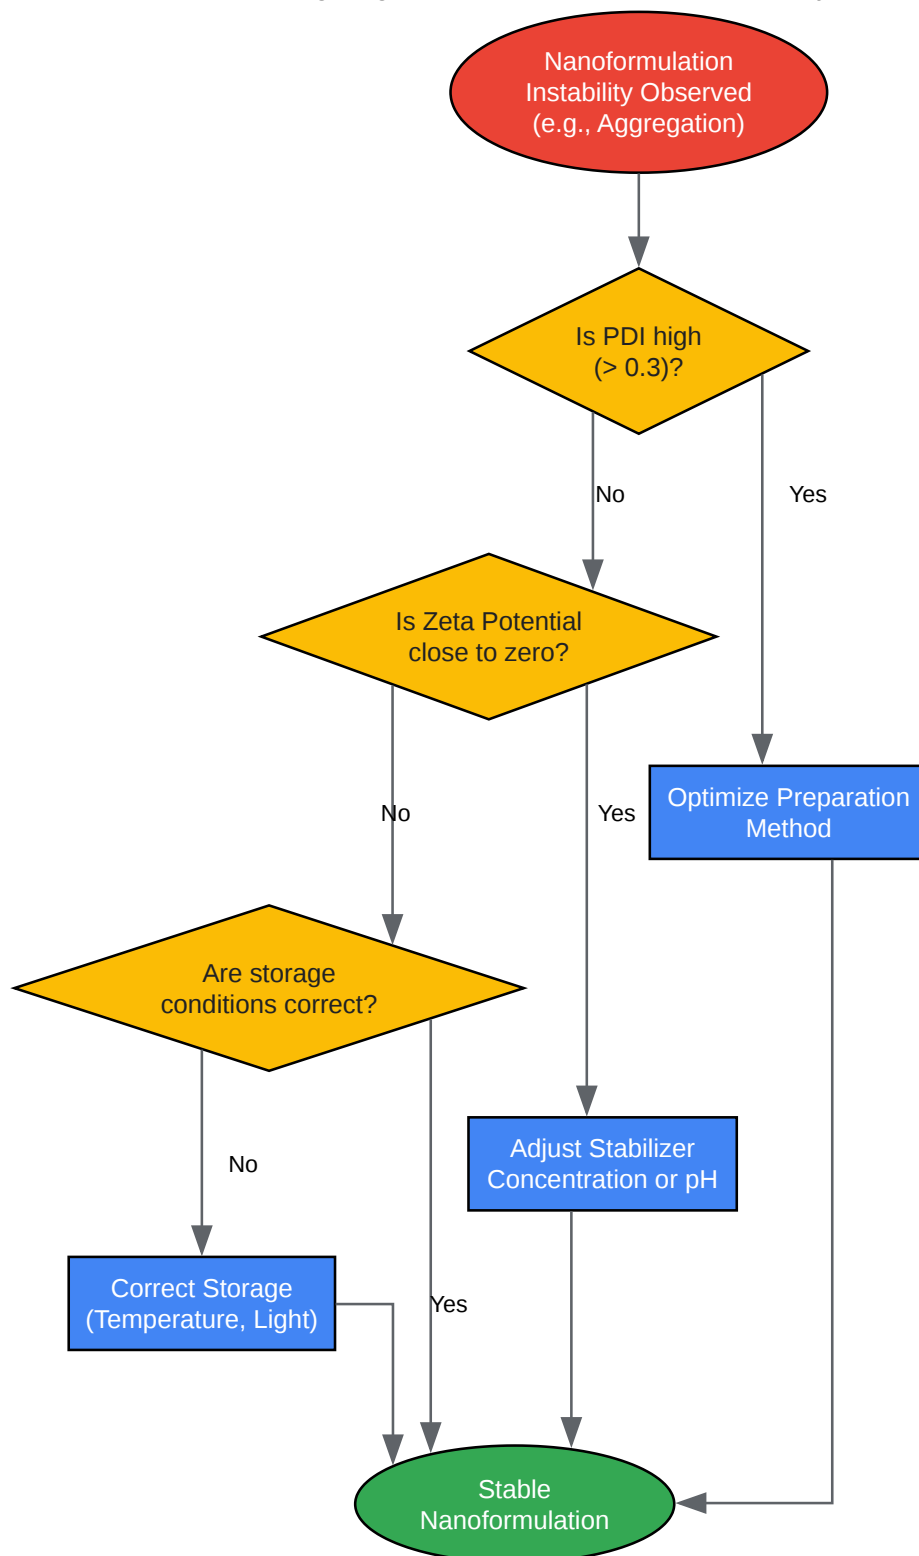 Nanoformulation
Instability Observed
(e.g., Aggregation)
Is PDI high
(> 0.3)?
No
Yes
Is Zeta Potential
close to zero?
Optimize Preparation
Method
No
Yes
Are storage
conditions correct?
Adjust Stabilizer
Concentration or pH
No
Correct Storage
(Temperature, Light)
Yes
Stable
Nanoformulation